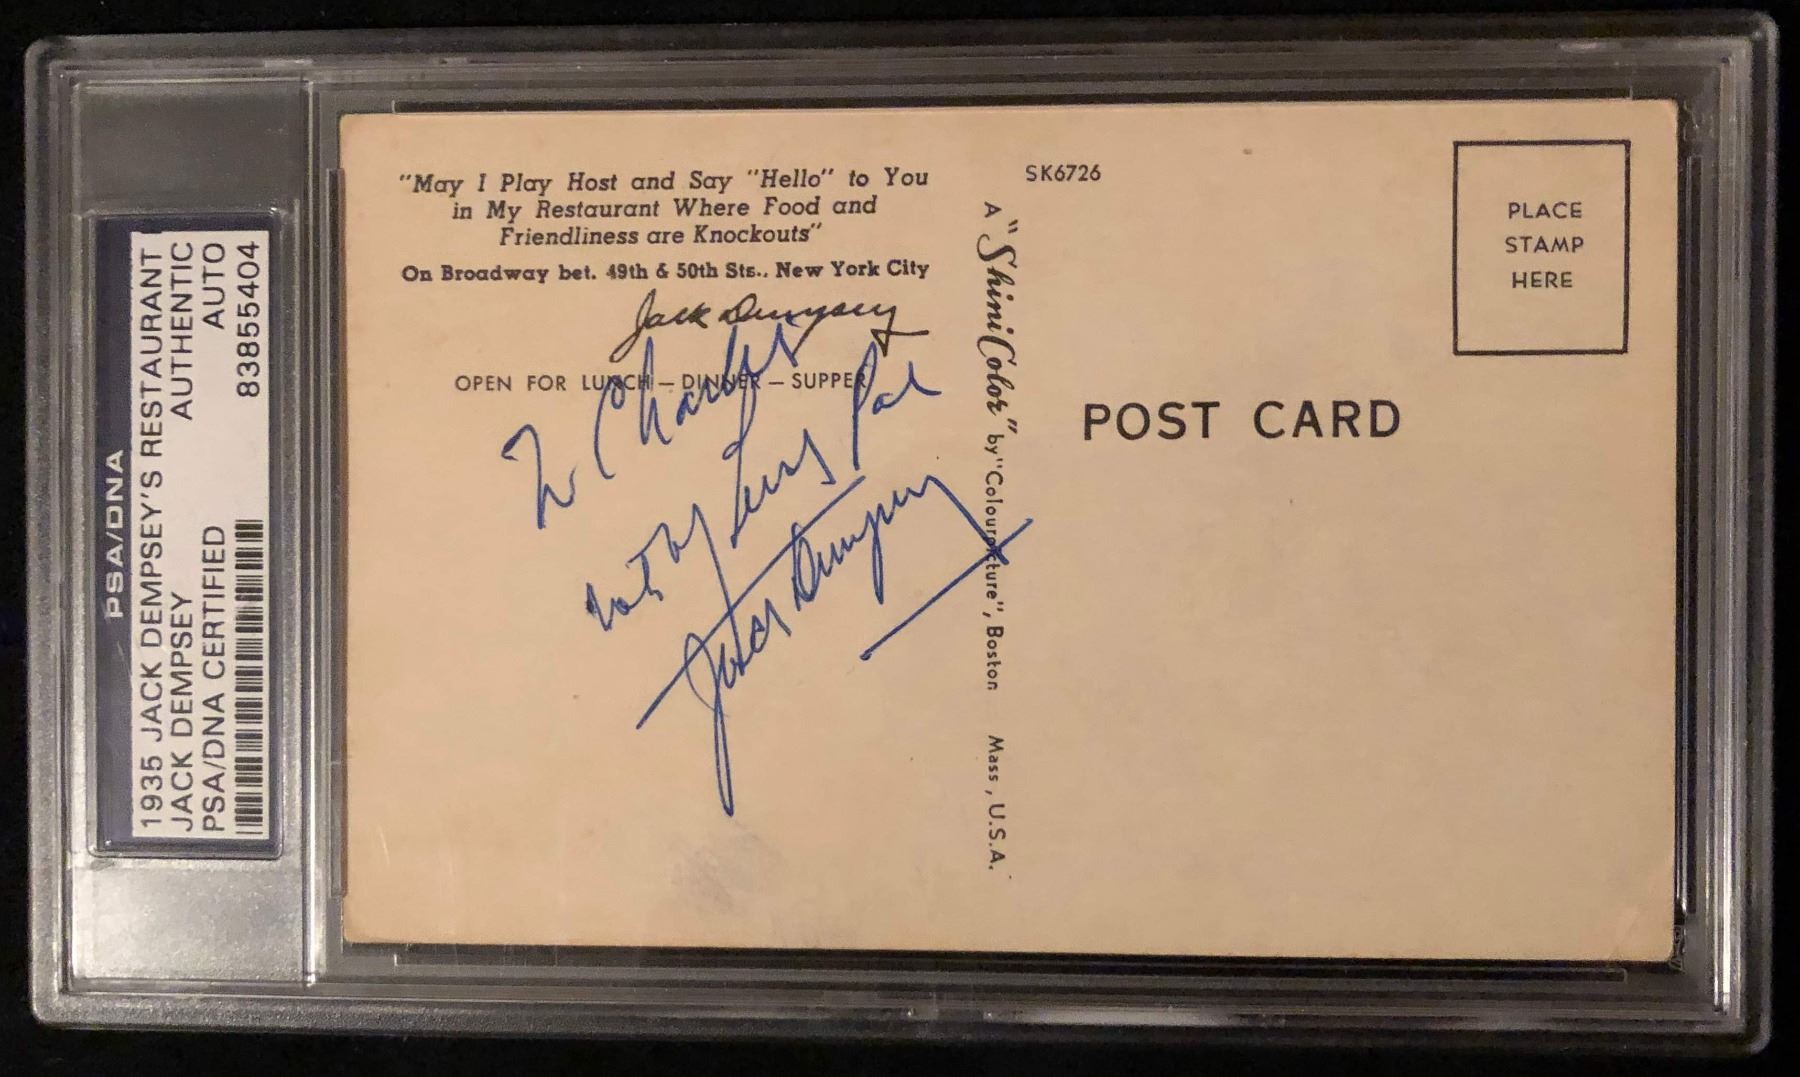 PSA/DNA
1935 JACK DEMPSEY'S RESTAURANT
JACK DEMPSEY AUTHENTIC
PSA/DNA CERTIFIED AUTO
83855404
"May I Play Host and Say "Hello" to You
in My Restaurant Where Food and
Friendliness are Knockouts"
On Broadway bet. 49th & 50th Sts., New York City
Jack Dempsey
OPEN FOR LUNCH — DINNER — SUPPER
To Charles
Pal
Jack Dempsey
SK6726
A "ShiniColor" by "Colourpicture", Boston Mass., U.S.A.
PLACE
STAMP
HERE
POST CARD